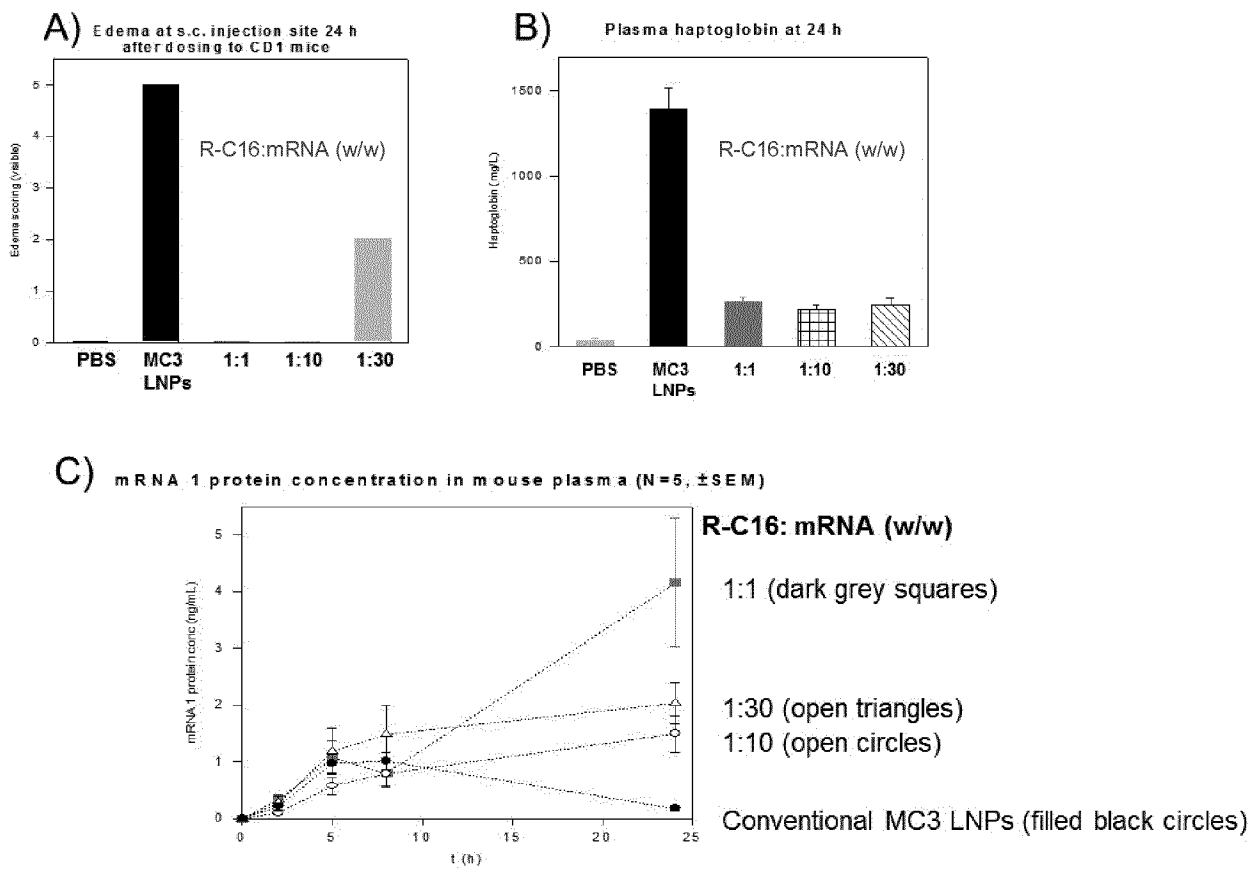 A) Edema at s.c. injection site 24 h
after dosing to CD1 mice
Edema scoring (visible)
5
4
3
2
1
0
R-C16:mRNA (w/w)
PBS MC3 1:1 1:10 1:30
LNPs
B) Plasma haptoglobin at 24 h
Haptoglobin (mg/L)
1500
1000
500
0
R-C16:mRNA (w/w)
PBS MC3 1:1 1:10 1:30
LNPs
C) mRNA 1 protein concentration in mouse plasma (N=5, ±SEM)
mRNA 1 protein conc (ng/mL)
5
4
3
2
1
0
0 5 10 15 20 25
t (h)
R-C16: mRNA (w/w)
1:1 (dark grey squares)
1:30 (open triangles)
1:10 (open circles)
Conventional MC3 LNPs (filled black circles)